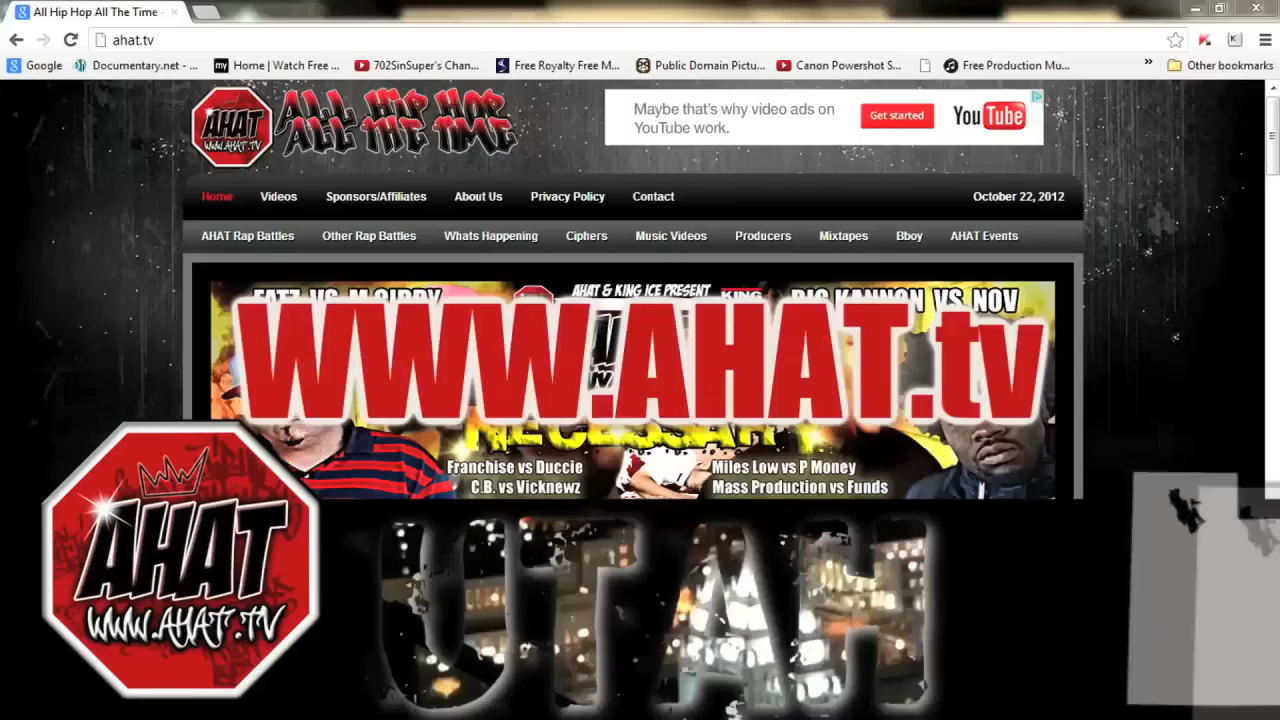 All Hip Hop All The Time -
ahat.tv
Google
Documentary.net - ...
Home | Watch Free ...
702SinSuper's Chan...
Free Royalty Free M...
Public Domain Pictu...
Canon Powershot S...
Free Production Mu...
Other bookmarks
AHAT
WWW.AHAT.TV
ALL HIP HOP
ALL THE TIME
Maybe that's why video ads on
YouTube work.
Get started
YouTube
Home Videos Sponsors/Affiliates About Us Privacy Policy Contact October 22, 2012
AHAT Rap Battles Other Rap Battles Whats Happening Ciphers Music Videos Producers Mixtapes Bboy AHAT Events
AHAT & KING ICE PRESENT
BIG KANNON VS NOV
WWW.AHAT.tv
Franchise vs Duccie
C.B. vs Vicknewz
Miles Low vs P Money
Mass Production vs Funds
AHAT
WWW.AHAT.TV
UTAH